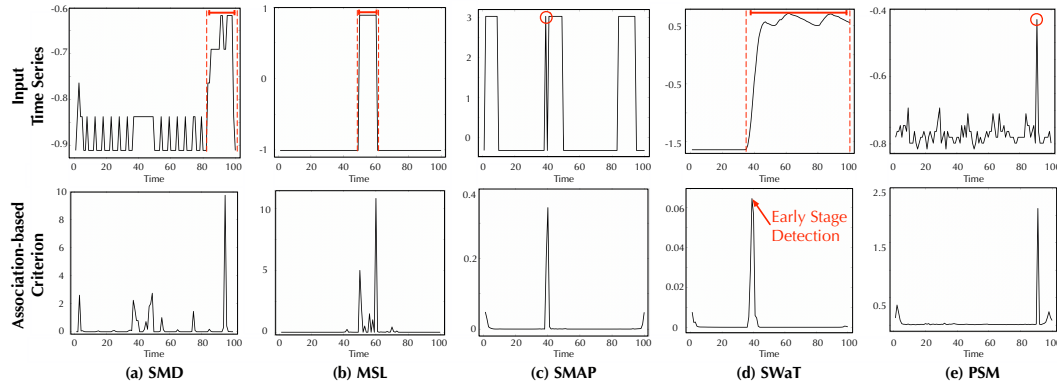 Input
Time Series
-0.6
-0.7
-0.8
-0.9
0 20 40 60 80 100
Time
1
0
-1
0 20 40 60 80 100
Time
3
2
1
0
0 20 40 60 80 100
Time
0.5
-0.5
-1.5
0 20 40 60 80 100
Time
-0.4
-0.6
-0.8
0 20 40 60 80 100
Time
Association-based
Criterion
10
8
6
4
2
0
0 20 40 60 80 100
Time
10
5
0
0 20 40 60 80 100
Time
0.4
0.2
0
0 20 40 60 80 100
Time
0.06
0.04
0.02
0
Early Stage
Detection
0 20 40 60 80 100
Time
2.5
1.5
0.5
0 20 40 60 80 100
Time
(a) SMD
(b) MSL
(c) SMAP
(d) SWaT
(e) PSM